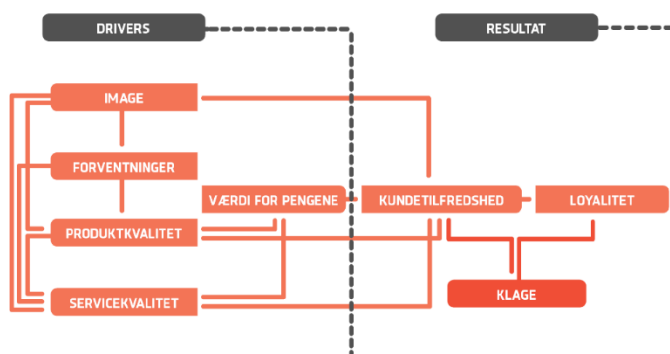 DRIVERS
RESULTAT
IMAGE
FORVENTNINGER
VÆRDI FOR PENGENE
KUNDETILFREDSHED
LOYALITET
PRODUKTKVALITET
SERVICEKVALITET
KLAGE